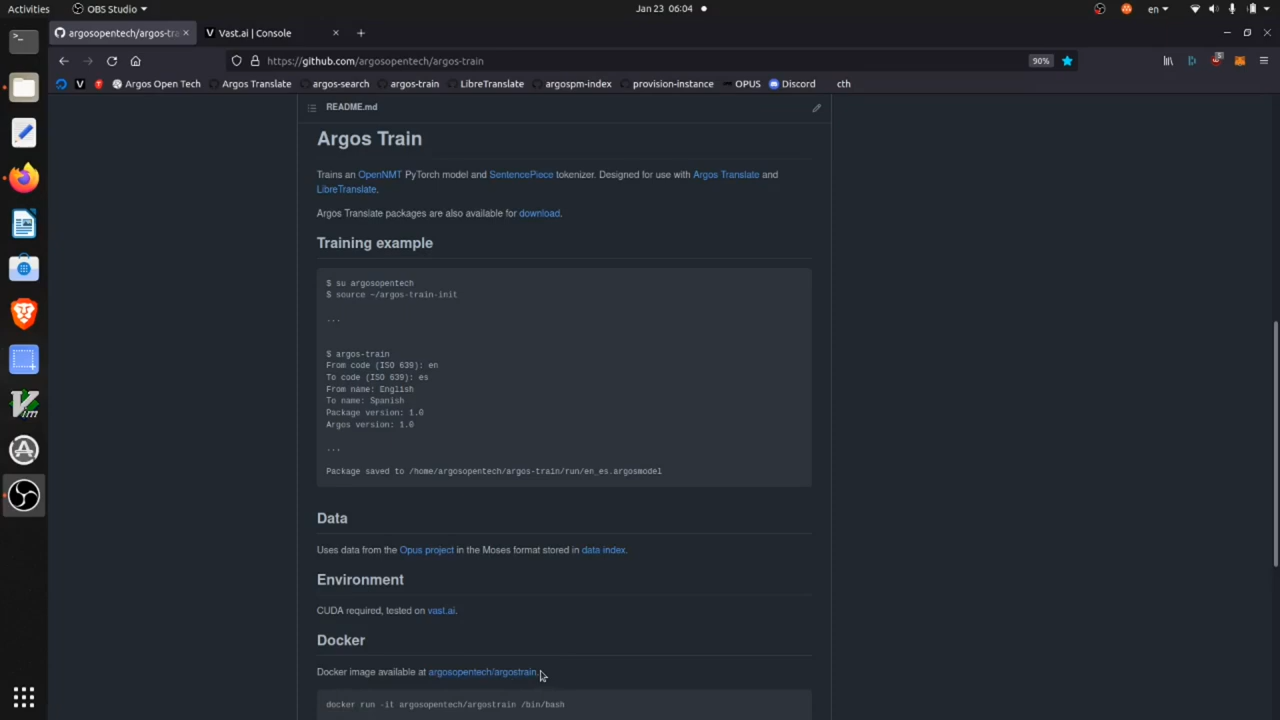 Activities
OBS Studio
Jan 23 06:04
en
argosopentech/argos-tra
Vast.ai | Console
https://github.com/argosopentech/argos-train
90%
5
Argos Open Tech
Argos Translate
argos-search
argos-train
LibreTranslate
argospm-index
provision-instance
OPUS
Discord
cth
README.md
Argos Train
Trains an OpenNMT PyTorch model and SentencePiece tokenizer. Designed for use with Argos Translate and
LibreTranslate.
Argos Translate packages are also available for download.
Training example
$ su argosopentech
$ source ~/argos-train-init
...
$ argos-train
From code (ISO 639): en
To code (ISO 639): es
From name: English
To name: Spanish
Package version: 1.0
Argos version: 1.0
...
Package saved to /home/argosopentech/argos-train/run/en_es.argosmodel
Data
Uses data from the Opus project in the Moses format stored in data index.
Environment
CUDA required, tested on vast.ai.
Docker
Docker image available at argosopentech/argostrain.
docker run -it argosopentech/argostrain /bin/bash